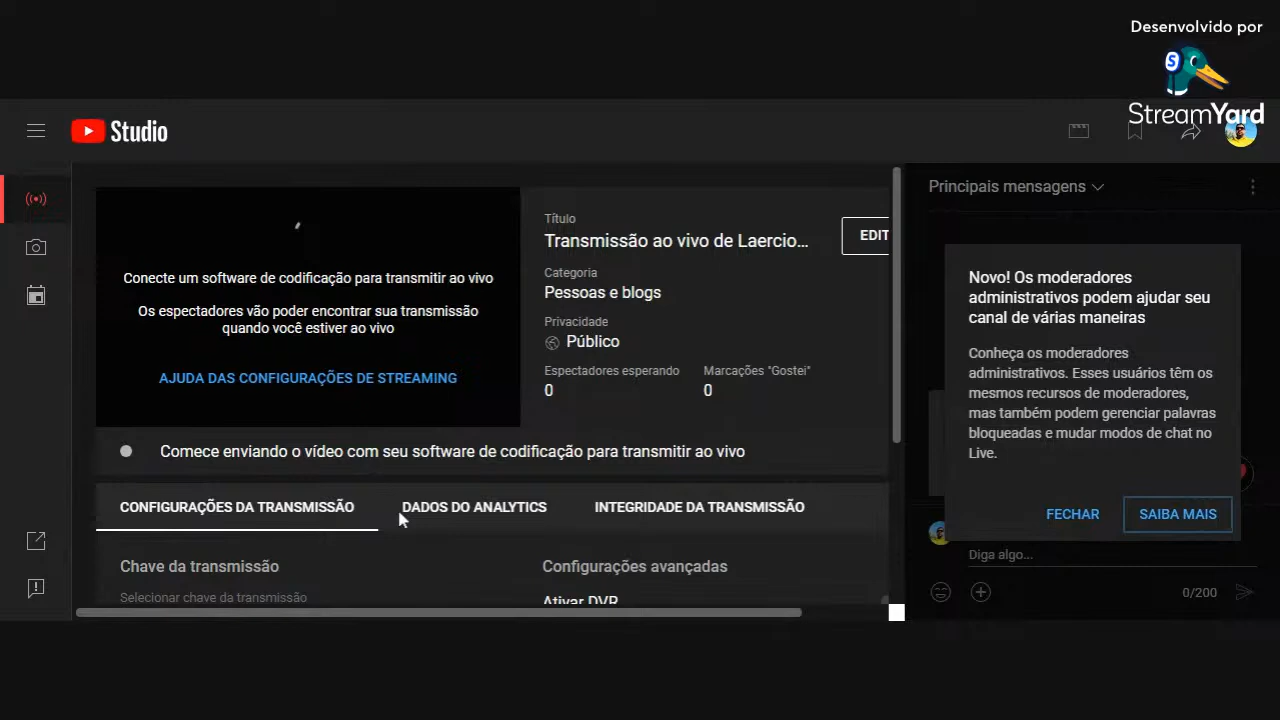 Desenvolvido por
StreamYard
Studio
Conecte um software de codificação para transmitir ao vivo
Os espectadores vão poder encontrar sua transmissão
quando você estiver ao vivo
AJUDA DAS CONFIGURAÇÕES DE STREAMING
Título
Transmissão ao vivo de Laercio...
EDIT
Categoria
Pessoas e blogs
Privacidade
Público
Espectadores esperando
0
Marcações "Gostei"
0
Comece enviando o vídeo com seu software de codificação para transmitir ao vivo
CONFIGURAÇÕES DA TRANSMISSÃO
DADOS DO ANALYTICS
INTEGRIDADE DA TRANSMISSÃO
Chave da transmissão
Selecionar chave da transmissão
Configurações avançadas
Ativar DVR
Principais mensagens
Novo! Os moderadores
administrativos podem ajudar seu
canal de várias maneiras
Conheça os moderadores
administrativos. Esses usuários têm os
mesmos recursos de moderadores,
mas também podem gerenciar palavras
bloqueadas e mudar modos de chat no
Live.
FECHAR
SAIBA MAIS
Diga algo...
0/200